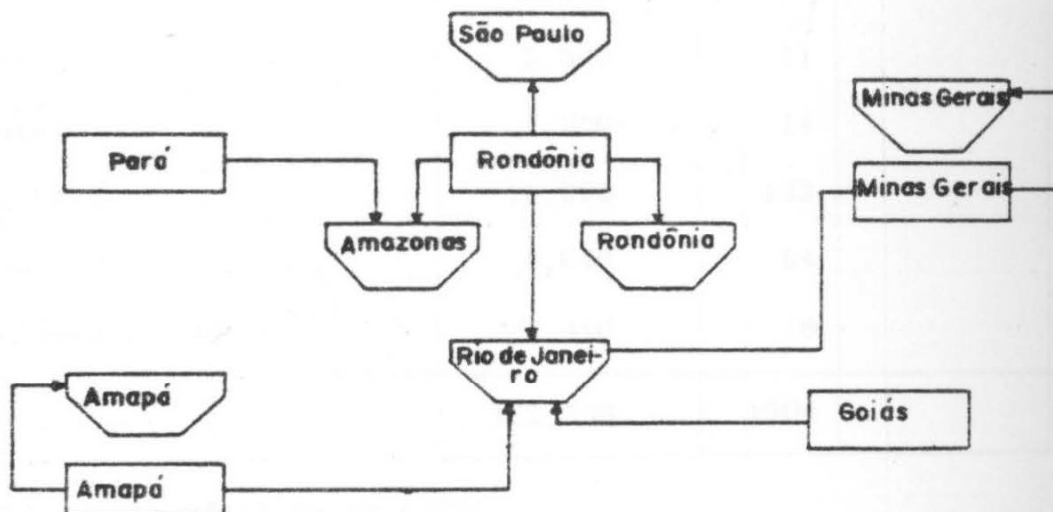 São Paulo
Minas Gerais
Pará
Rondônia
Minas Gerais
Amazonas
Rondônia
Rio de Janei-
ro
Amapá
Goiás
Amapá